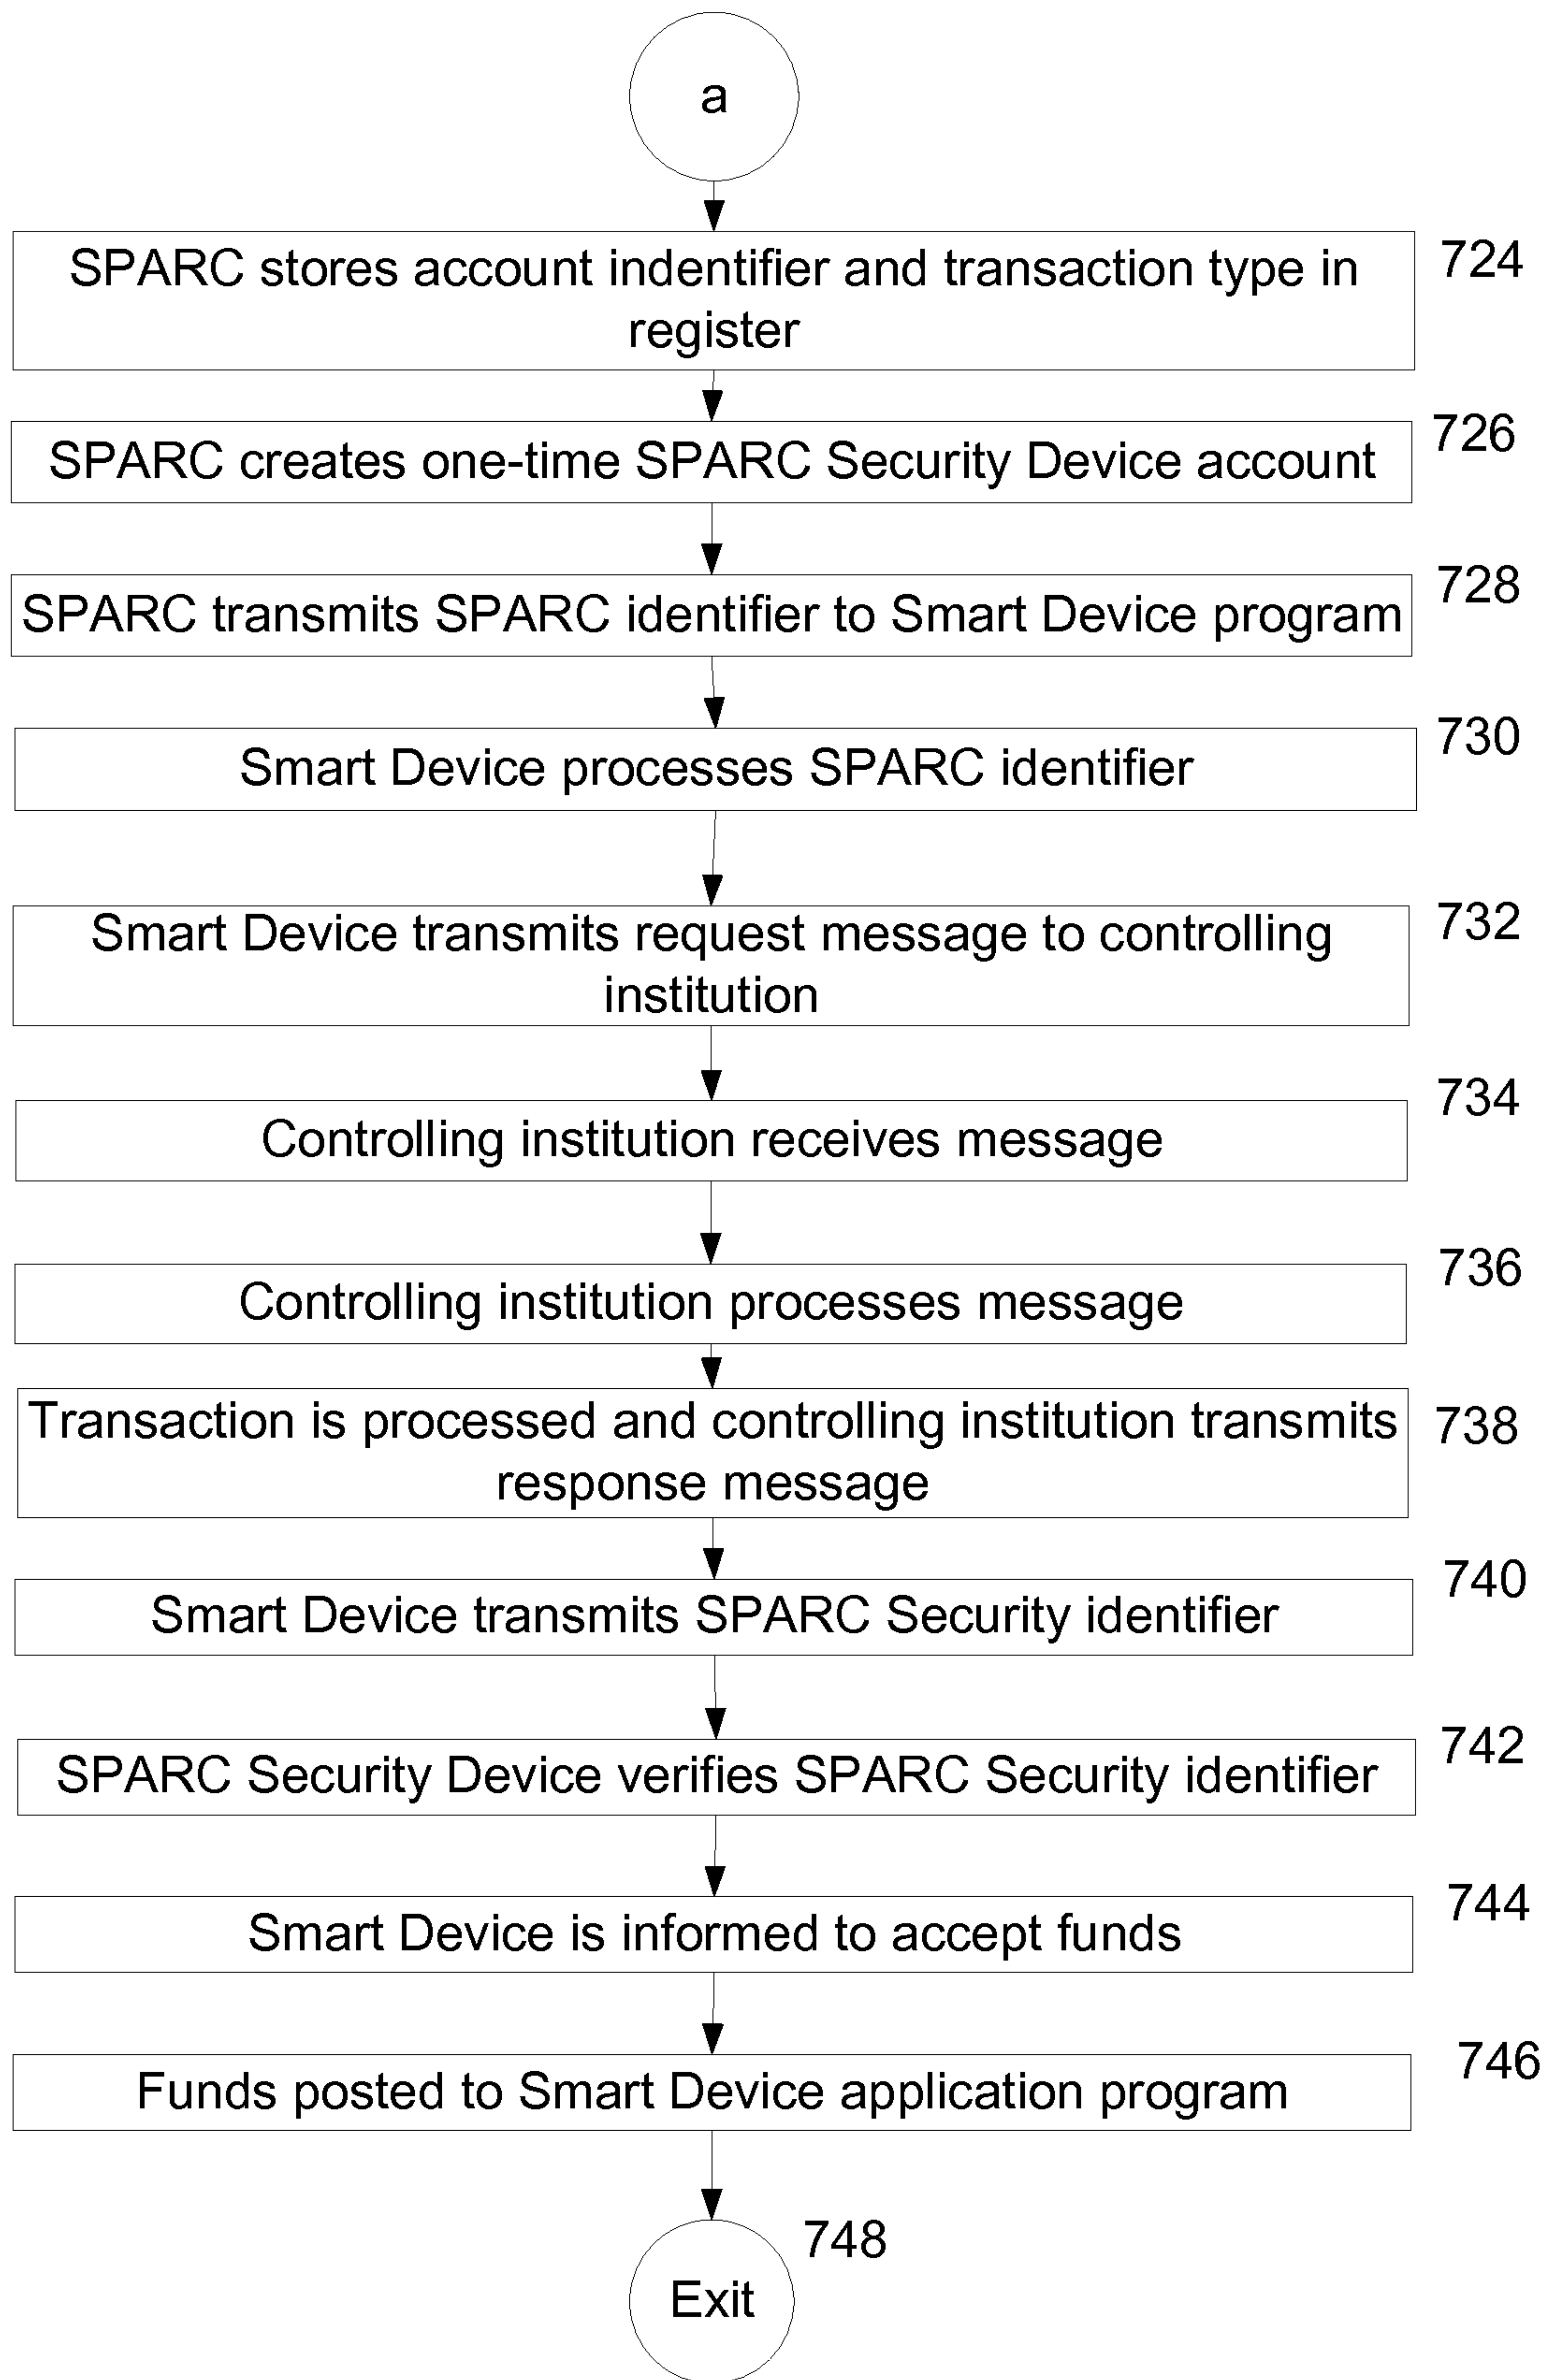 a
SPARC stores account indentifier and transaction type in
register
724
SPARC creates one-time SPARC Security Device account
726
SPARC transmits SPARC identifier to Smart Device program
728
Smart Device processes SPARC identifier
730
Smart Device transmits request message to controlling
institution
732
Controlling institution receives message
734
Controlling institution processes message
736
Transaction is processed and controlling institution transmits
response message
738
Smart Device transmits SPARC Security identifier
740
SPARC Security Device verifies SPARC Security identifier
742
Smart Device is informed to accept funds
744
Funds posted to Smart Device application program
746
Exit
748